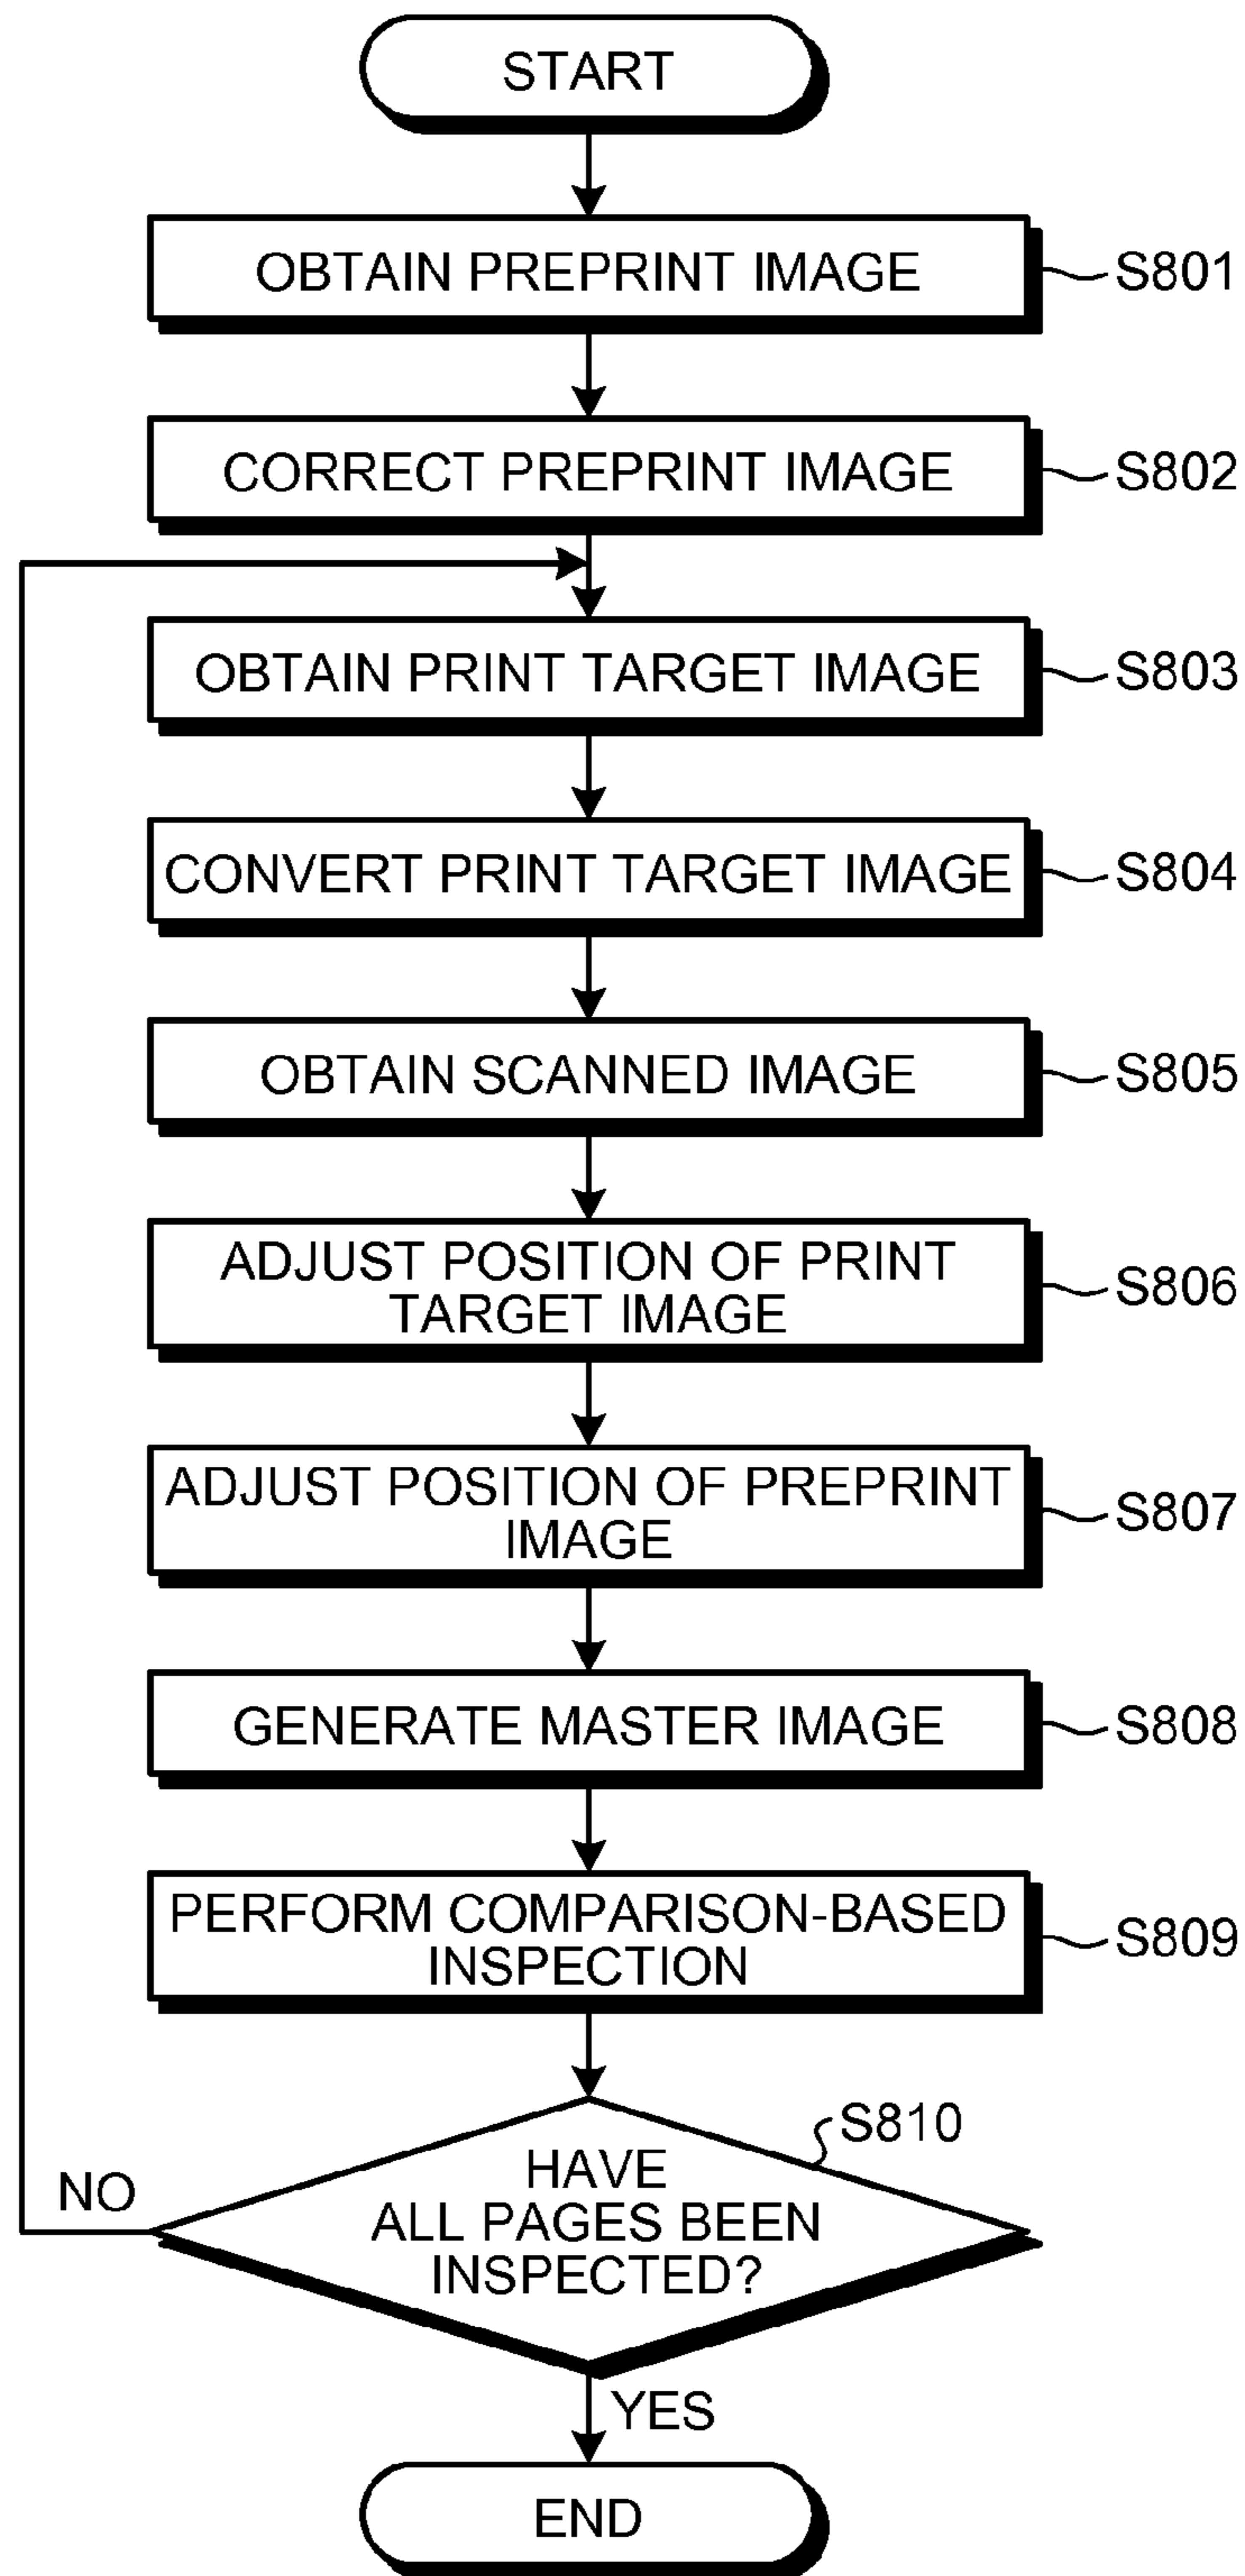 START
OBTAIN PREPRINT IMAGE
S801
CORRECT PREPRINT IMAGE
S802
OBTAIN PRINT TARGET IMAGE
S803
CONVERT PRINT TARGET IMAGE
S804
OBTAIN SCANNED IMAGE
S805
ADJUST POSITION OF PRINT
TARGET IMAGE
S806
ADJUST POSITION OF PREPRINT
IMAGE
S807
GENERATE MASTER IMAGE
S808
PERFORM COMPARISON-BASED
INSPECTION
S809
S810
HAVE
ALL PAGES BEEN
INSPECTED?
NO
YES
END